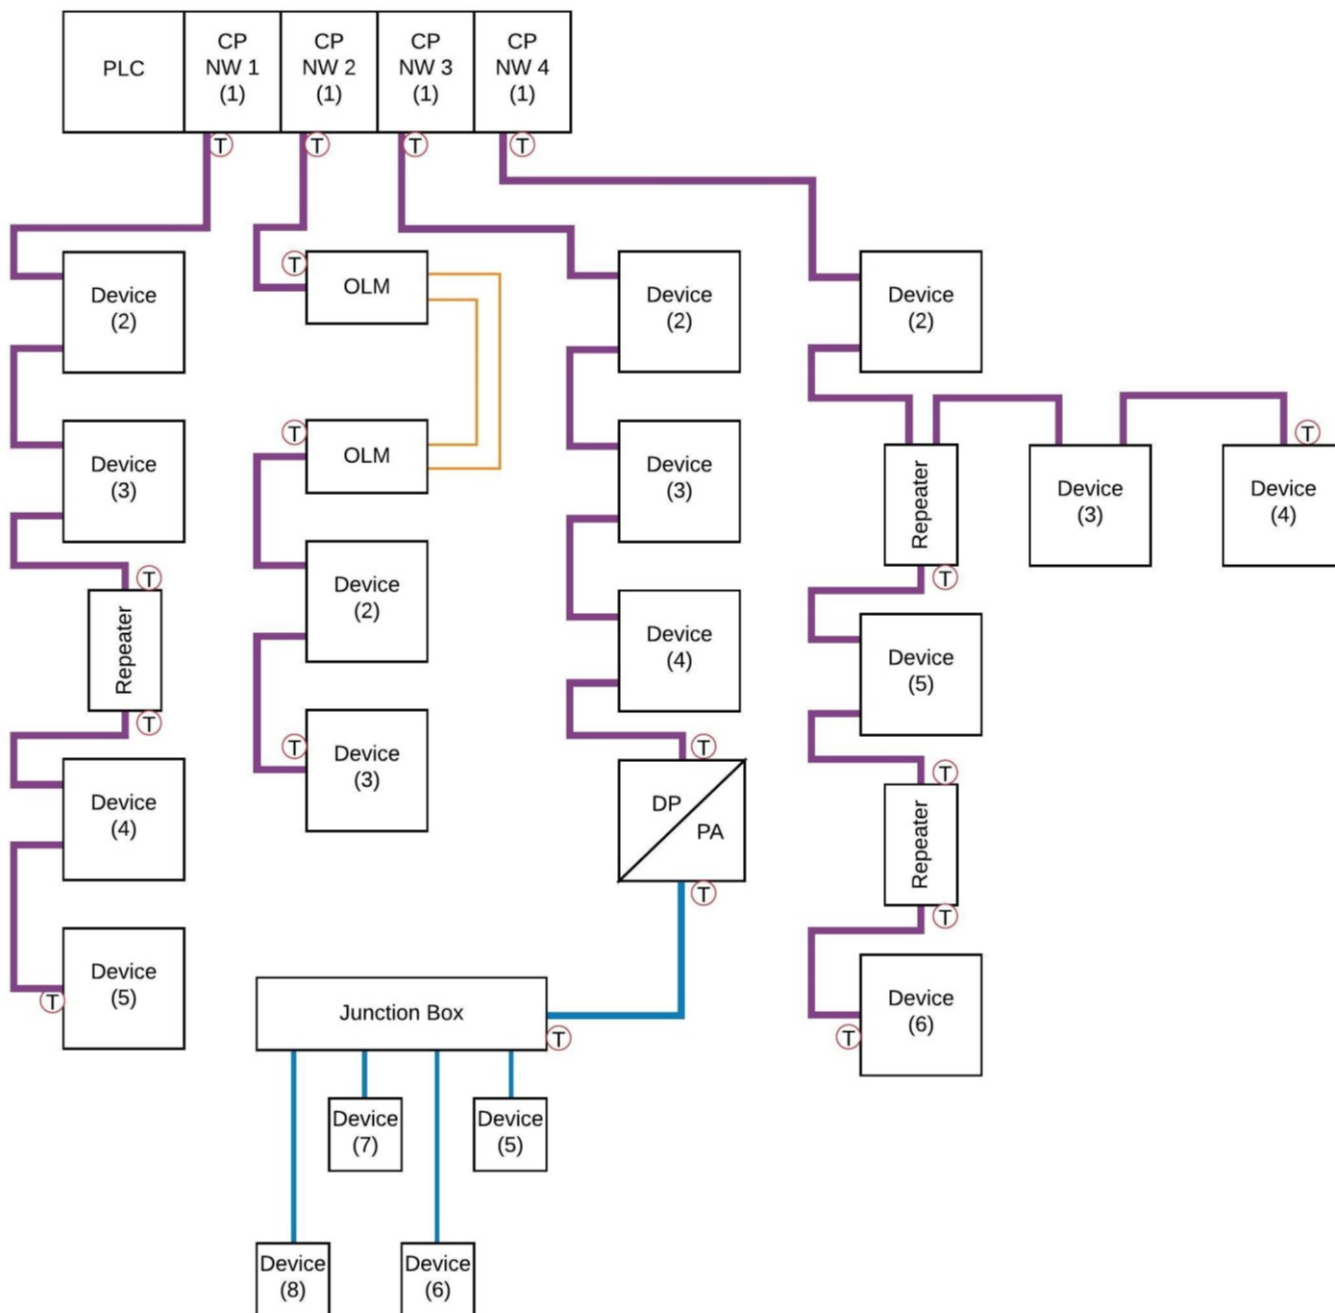 PLC
CP
NW 1
(1)
CP
NW 2
(1)
CP
NW 3
(1)
CP
NW 4
(1)
T
T
T
T
Device
(2)
T
OLM
Device
(2)
Device
(2)
Device
(3)
T
OLM
Device
(3)
Repeater
Device
(3)
T
Device
(4)
T
Repeater
T
Device
(2)
Device
(4)
T
Device
(5)
Device
(4)
T
Device
(3)
T
DP
PA
T
T
Repeater
T
Device
(5)
T
Junction Box
T
Device
(6)
T
Device
(7)
Device
(5)
Device
(8)
Device
(6)